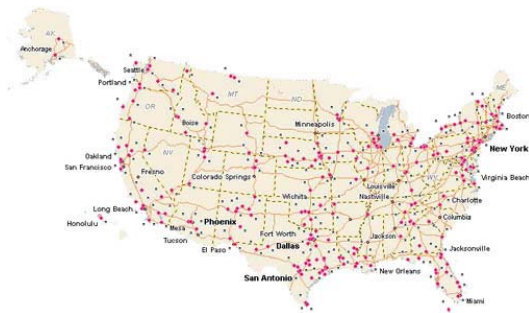 AK
Anchorage
Seattle
Portland
OR
MT
ND
ME
Boise
Minneapolis
Boston
New York
NV
Oakland
San Francisco
Fresno
Colorado Springs
Wichita
Louisville
Nashville
WV
Virginia Beach
Charlotte
Columbia
Long Beach
Honolulu
Phoenix
Mesa
Tucson
El Paso
Fort Worth
Dallas
Jackson
Jacksonville
San Antonio
New Orleans
Miami